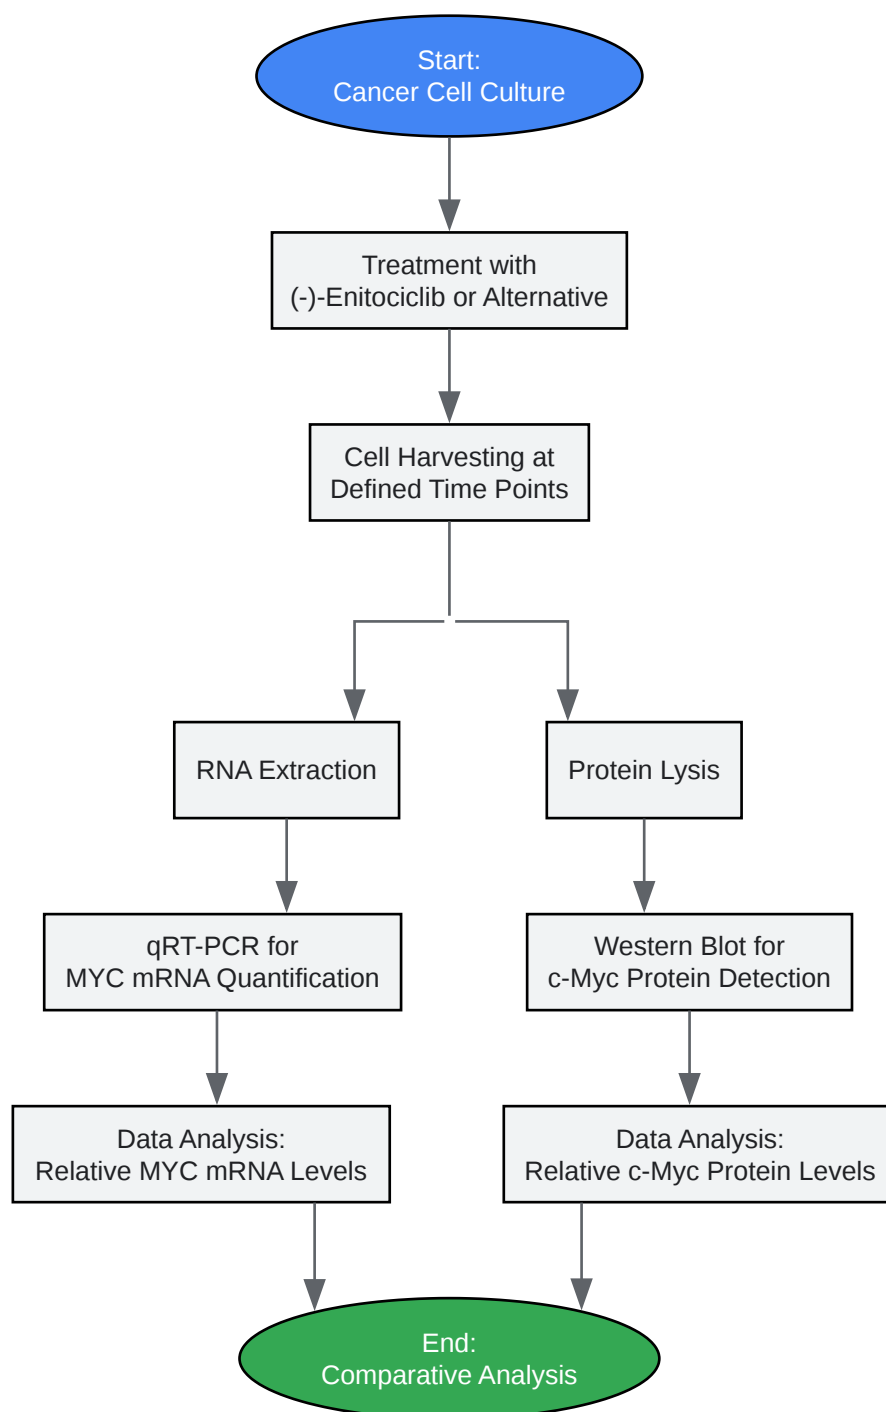 Start:
Cancer Cell Culture
Treatment with
(-)-Enitociclib or Alternative
Cell Harvesting at
Defined Time Points
RNA Extraction
Protein Lysis
qRT-PCR for
MYC mRNA Quantification
Western Blot for
c-Myc Protein Detection
Data Analysis:
Relative MYC mRNA Levels
Data Analysis:
Relative c-Myc Protein Levels
End:
Comparative Analysis